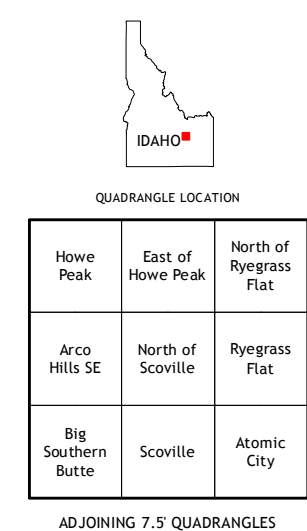 IDAHO
QUADRANGLE LOCATION
Howe
Peak
East of
Howe Peak
North of
Ryegrass
Flat
Arco
Hills SE
North of
Scoville
Ryegrass
Flat
Big
Southern
Butte
Scoville
Atomic
City
ADJOINING 7.5' QUADRANGLES